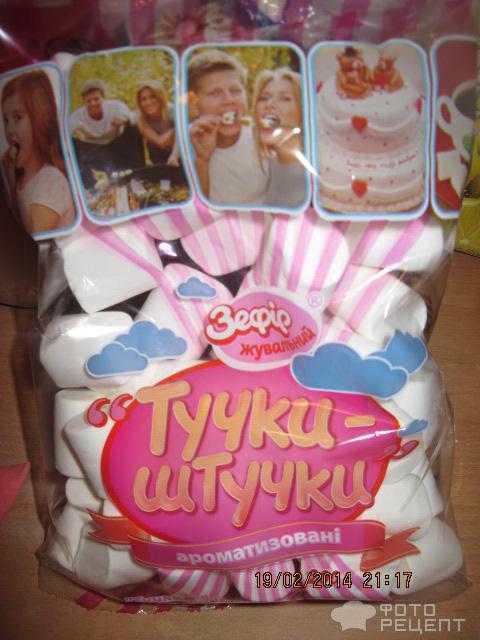 Зефір
жувальний
®
“Тучки-
штучки”
ароматизовані
19/02/2014 21:17
ФОТО
РЕЦЕПТ